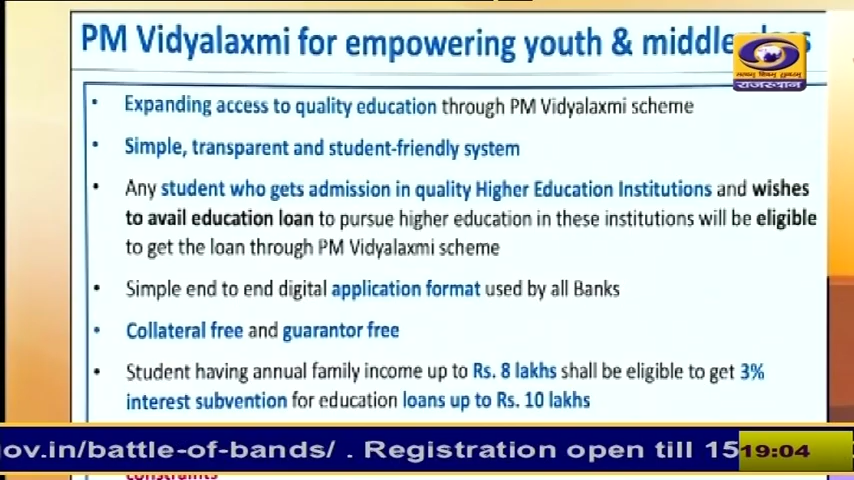 PM Vidyalaxmi for empowering youth & middle class
राजस्थान
• Expanding access to quality education through PM Vidyalaxmi scheme
• Simple, transparent and student-friendly system
• Any student who gets admission in quality Higher Education Institutions and wishes
to avail education loan to pursue higher education in these institutions will be eligible
to get the loan through PM Vidyalaxmi scheme
• Simple end to end digital application format used by all Banks
• Collateral free and guarantor free
• Student having annual family income up to Rs. 8 lakhs shall be eligible to get 3%
interest subvention for education loans up to Rs. 10 lakhs
ov.in/battle-of-bands/ . Registration open till 15
19:04
constraints